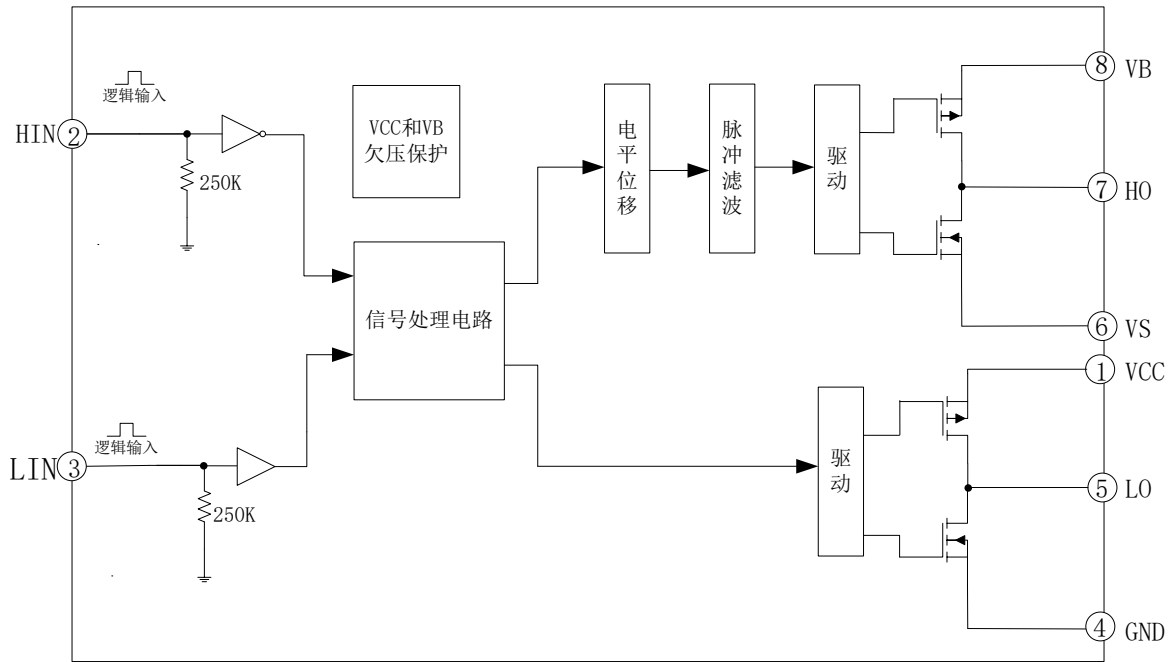 逻辑输入
HIN
2
250K
VCC和VB
欠压保护
电平位移
脉冲滤波
驱动
8
VB
7
HO
6
VS
信号处理电路
1
VCC
逻辑输入
LIN
3
250K
驱动
5
LO
4
GND